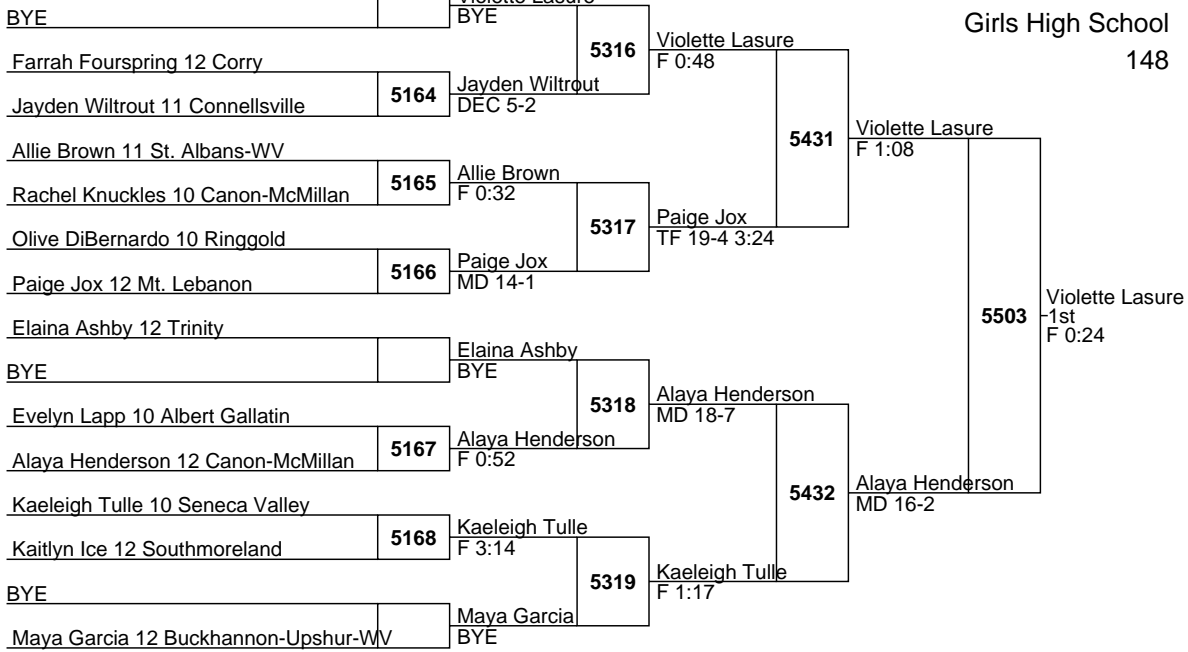 BYE
Violette Lasure
BYE
Girls High School
148
Farrah Fourspring 12 Corry
5164
Jayden Wiltrout 11 Connellsville
Jayden Wiltrout
DEC 5-2
5316
Violette Lasure
F 0:48
Allie Brown 11 St. Albans-WV
5165
Rachel Knuckles 10 Canon-McMillan
Allie Brown
F 0:32
5431
Violette Lasure
F 1:08
5317
Paige Jox
TF 19-4 3:24
Olive DiBernardo 10 Ringgold
5166
Paige Jox 12 Mt. Lebanon
Paige Jox
MD 14-1
5503
Violette Lasure
1st
F 0:24
Elaina Ashby 12 Trinity
BYE
Elaina Ashby
BYE
5318
Alaya Henderson
MD 18-7
Evelyn Lapp 10 Albert Gallatin
5167
Alaya Henderson 12 Canon-McMillan
Alaya Henderson
F 0:52
5432
Alaya Henderson
MD 16-2
Kaeleigh Tulle 10 Seneca Valley
5168
Kaitlyn Ice 12 Southmoreland
Kaeleigh Tulle
F 3:14
5319
Kaeleigh Tulle
F 1:17
BYE
Maya Garcia 12 Buckhannon-Upshur-WV
Maya Garcia
BYE